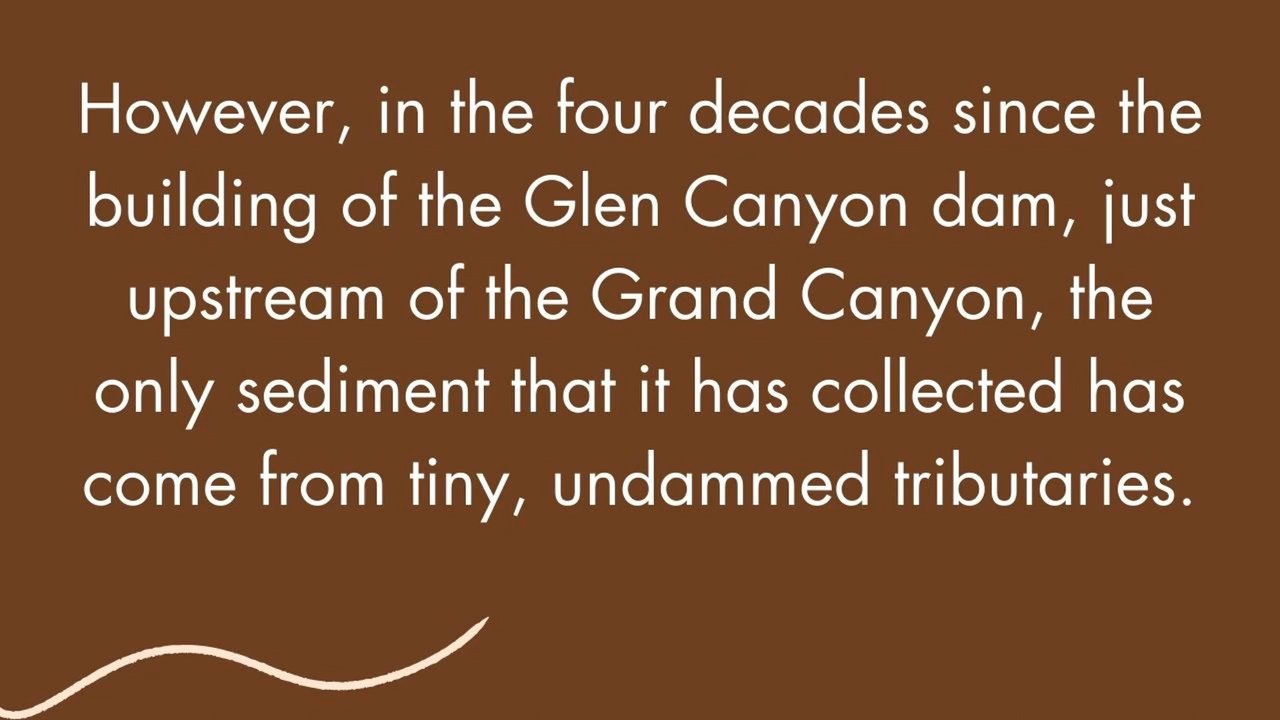 However, in the four decades since the
building of the Glen Canyon dam, just
upstream of the Grand Canyon, the
only sediment that it has collected has
come from tiny, undammed tributaries.